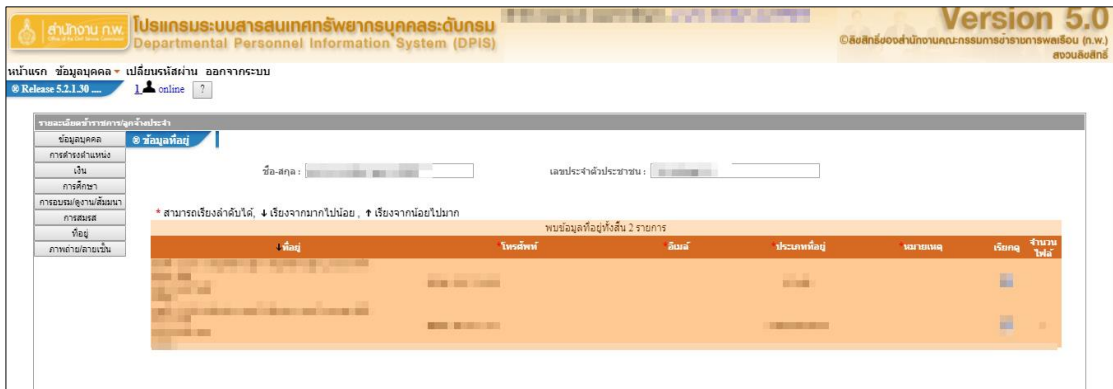 สำนักงาน ก.พ.
โปรแกรมระบบสารสนเทศทรัพยากรบุคคลระดับกรม
Departmental Personnel Information System (DPIS)
Version 5.0
©ลิขสิทธิ์ของสำนักงานคณะกรรมการข้าราชการพลเรือน (ก.พ.)
สงวนลิขสิทธิ์
หน้าแรก ข้อมูลบุคคล เปลี่ยนรหัสผ่าน ออกจากระบบ
® Release 5.2.1.30 ....
1 online ?
รายละเอียดข้าราชการ/ลูกจ้างประจำ
ข้อมูลบุคคล
การดำรงตำแหน่ง
เงิน
การศึกษา
การอบรม/ดูงาน/สัมมนา
การสมรส
ที่อยู่
ภาพถ่าย/ลายเซ็น
® ข้อมูลที่อยู่
ชื่อ-สกุล : เลขประจำตัวประชาชน :
* สามารถเรียงลำดับได้, ↓ เรียงจากมากไปน้อย , ↑ เรียงจากน้อยไปมาก
พบข้อมูลที่อยู่ทั้งสิ้น 2 รายการ
↓ที่อยู่ *โทรศัพท์ *อีเมล์ *ประเภทที่อยู่ *หมายเหตุ เรียกดู จำนวน
ไฟล์